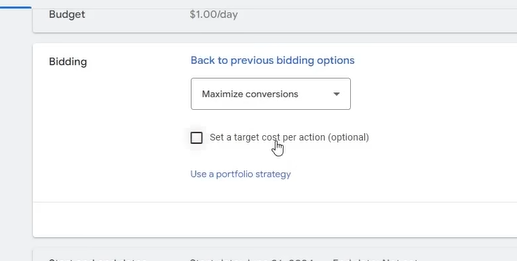 Budget $1.00/day
Bidding
Back to previous bidding options
Maximize conversions
Set a target cost per action (optional)
Use a portfolio strategy